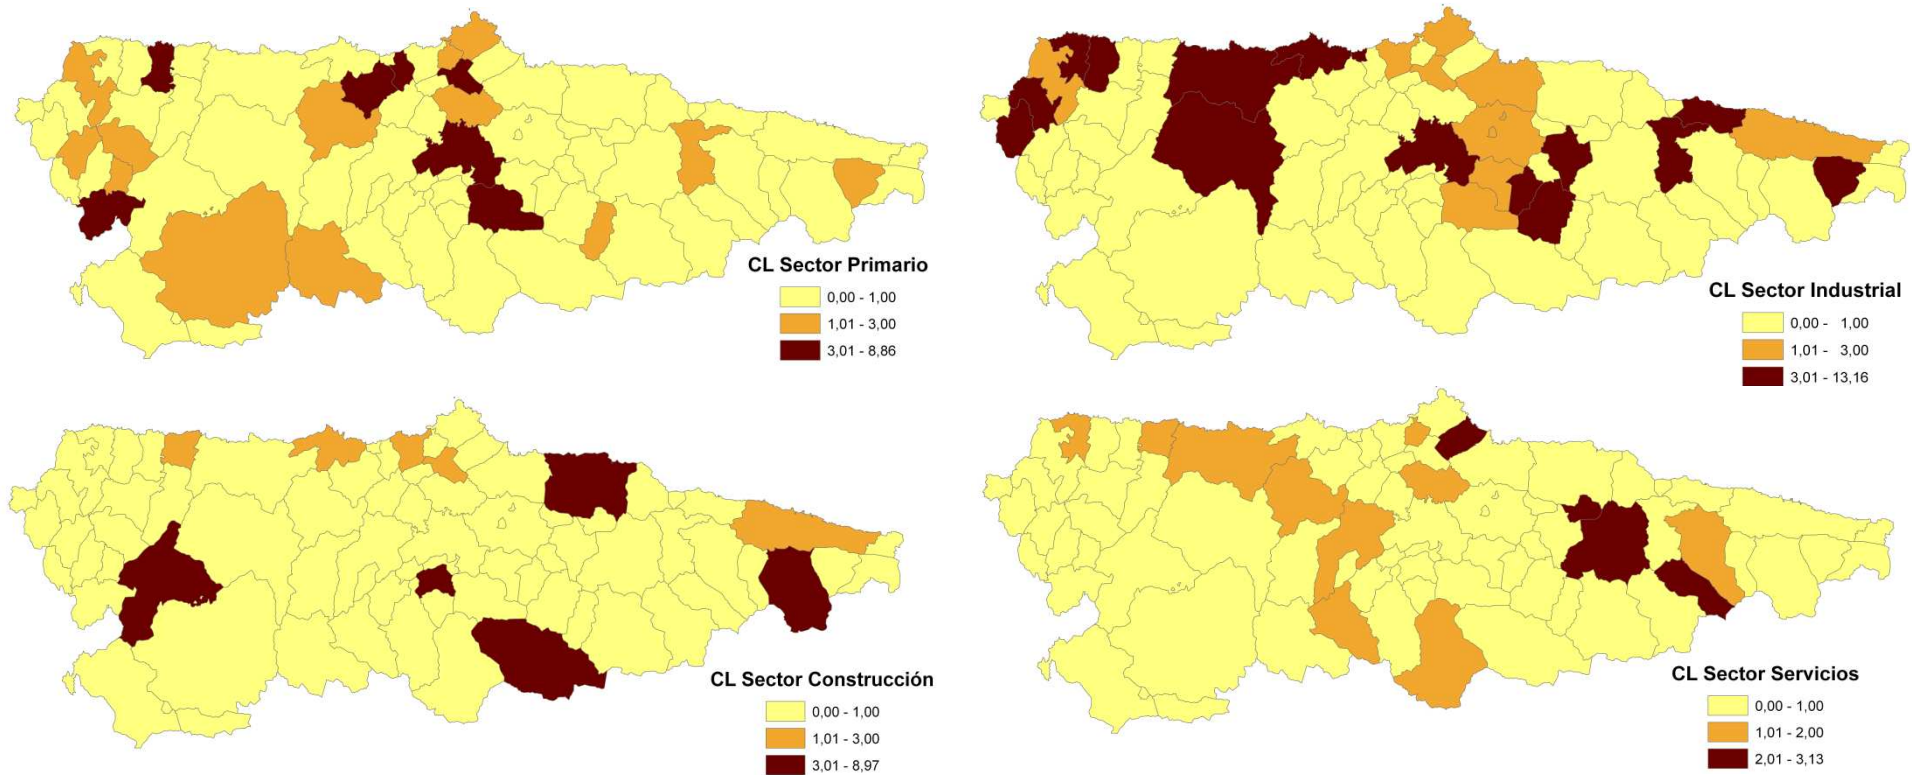 CL Sector Primario
0,00 - 1,00
1,01 - 3,00
3,01 - 8,86
CL Sector Industrial
0,00 - 1,00
1,01 - 3,00
3,01 - 13,16
CL Sector Construcción
0,00 - 1,00
1,01 - 3,00
3,01 - 8,97
CL Sector Servicios
0,00 - 1,00
1,01 - 2,00
2,01 - 3,13